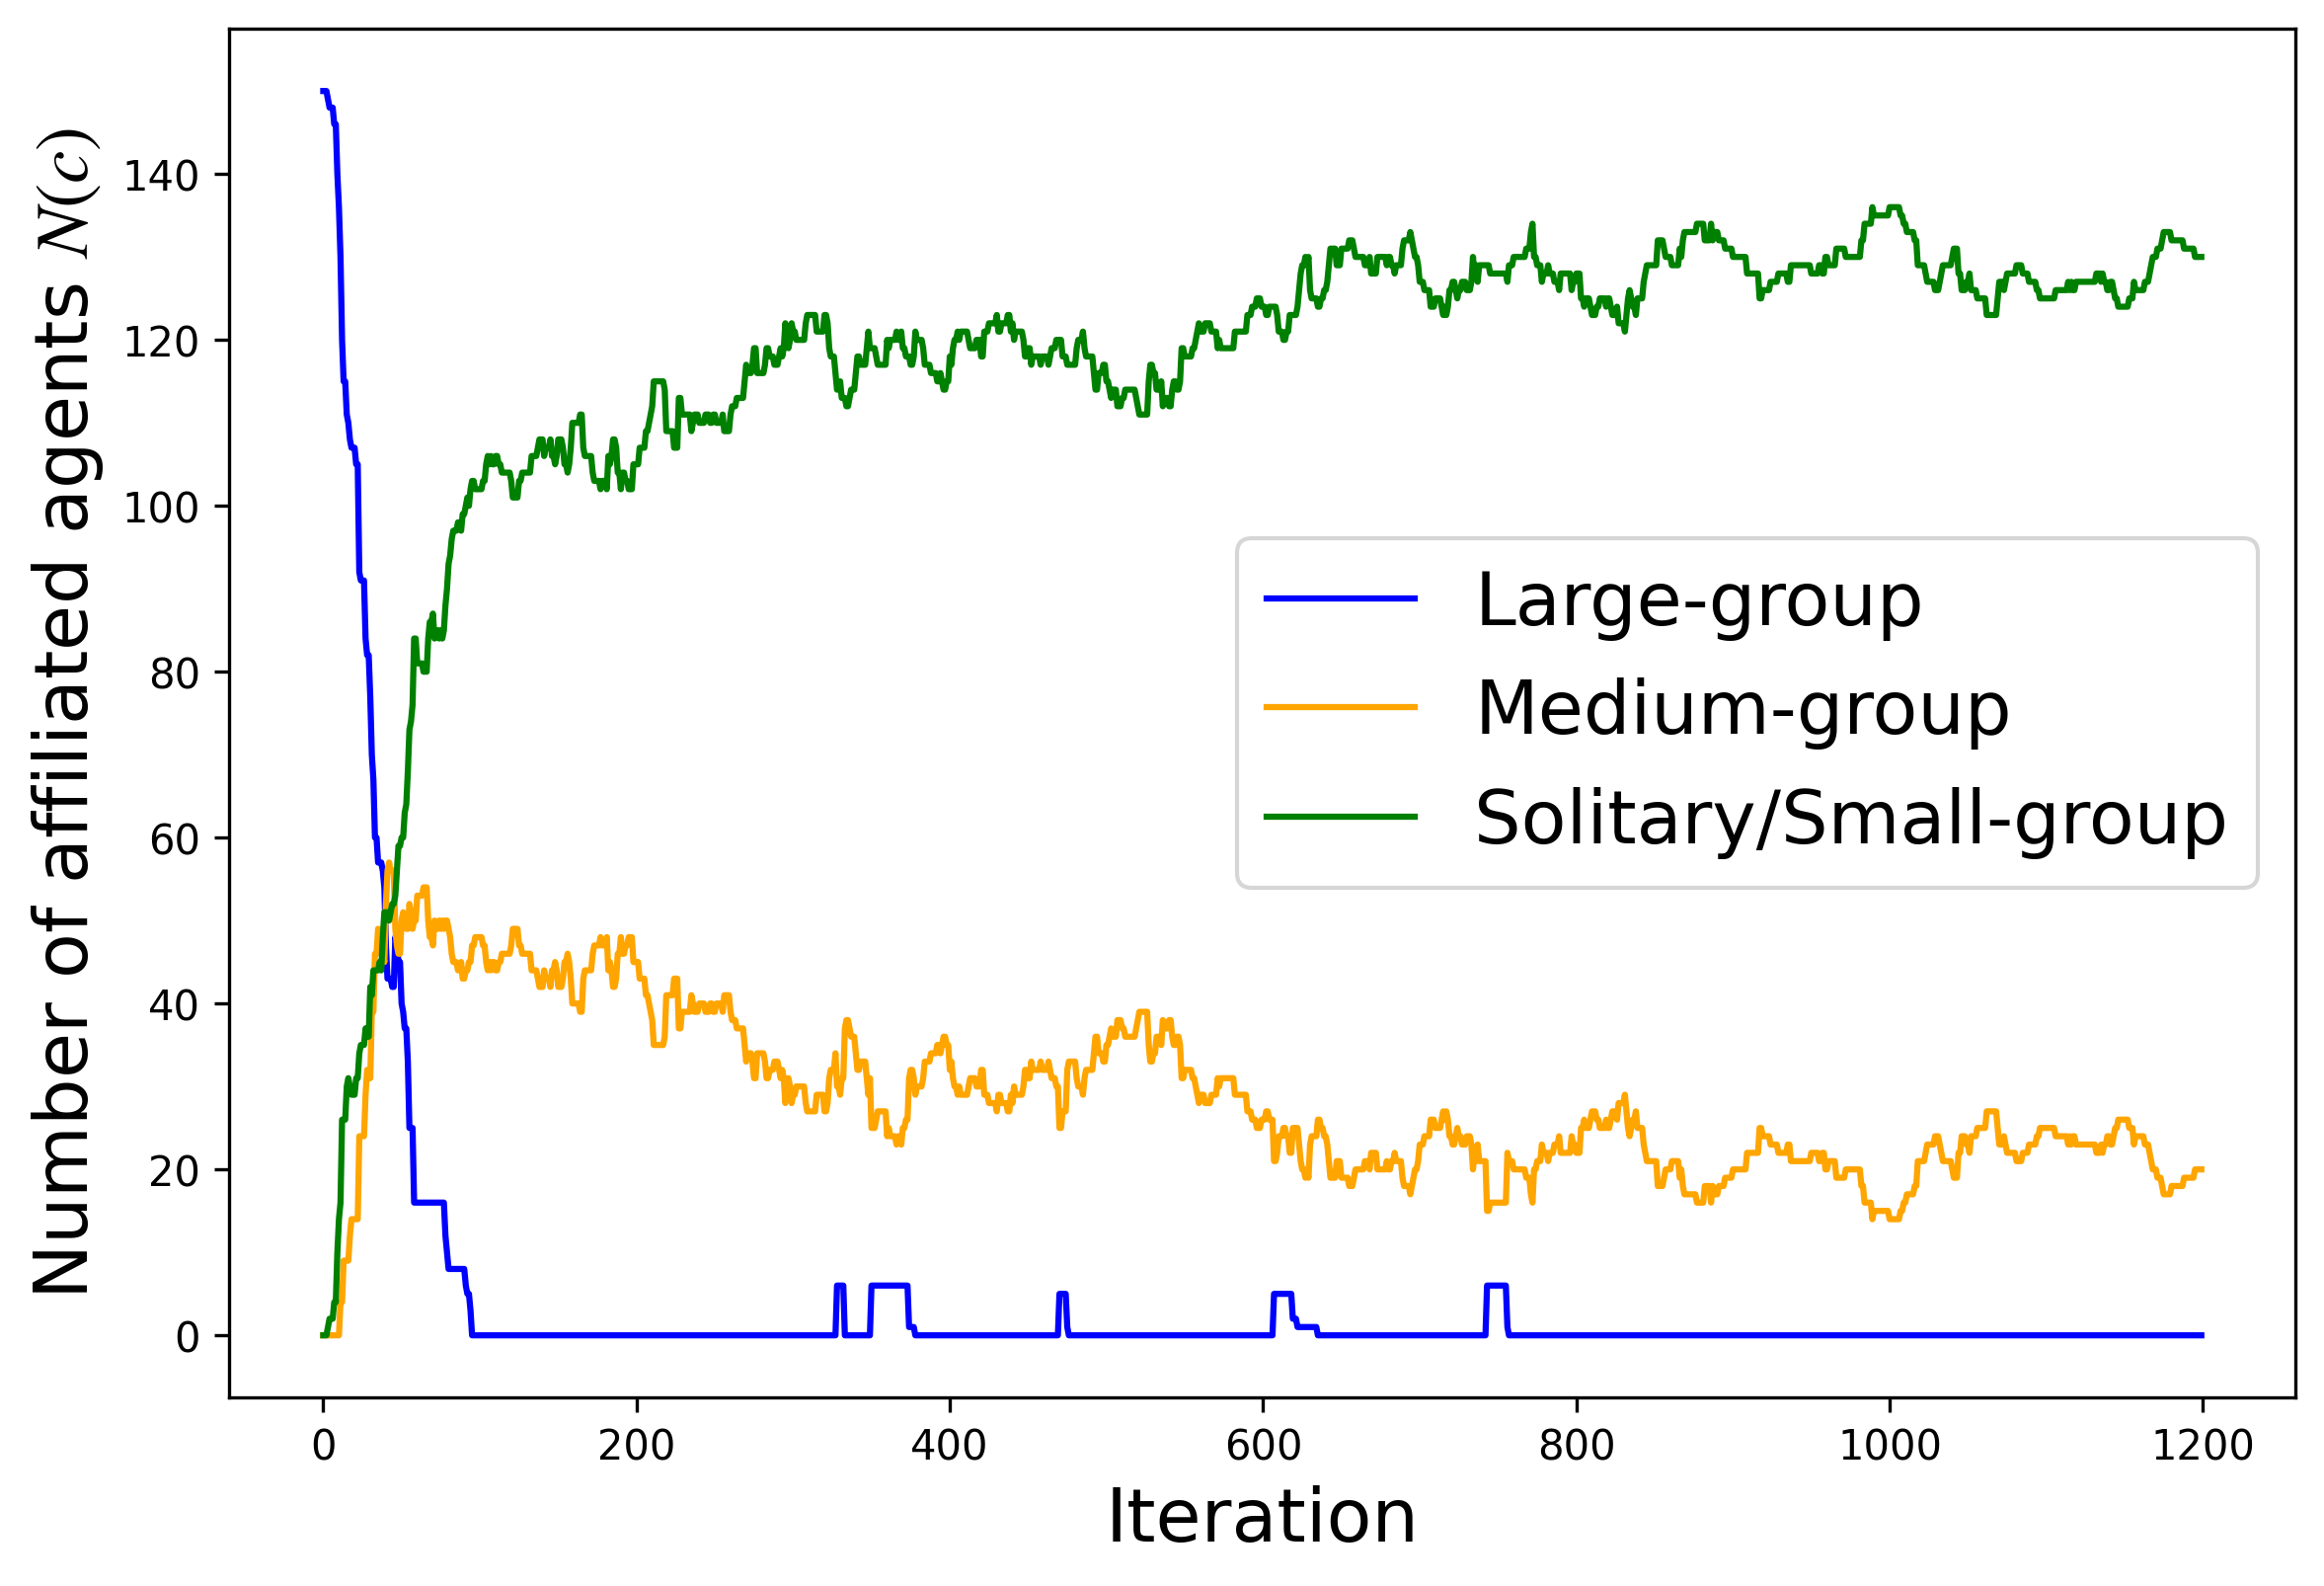 Number of affiliated agents N(c)
140
120
100
80
60
40
20
0
Large-group
Medium-group
Solitary/Small-group
0 200 400 600 800 1000 1200
Iteration